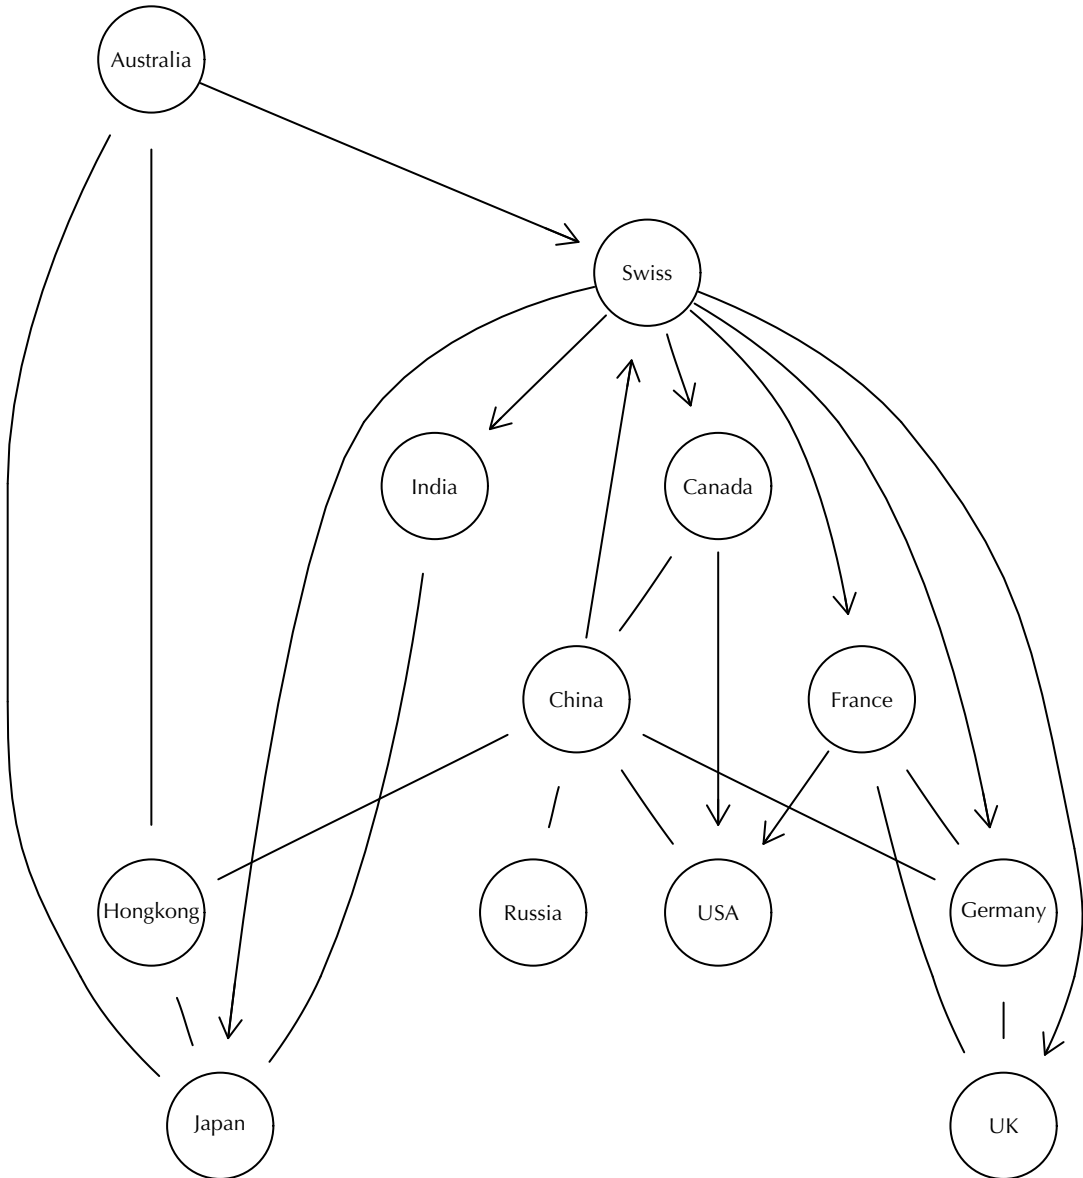 Australia
Swiss
India
Canada
China
France
Hongkong
Russia
USA
Germany
Japan
UK